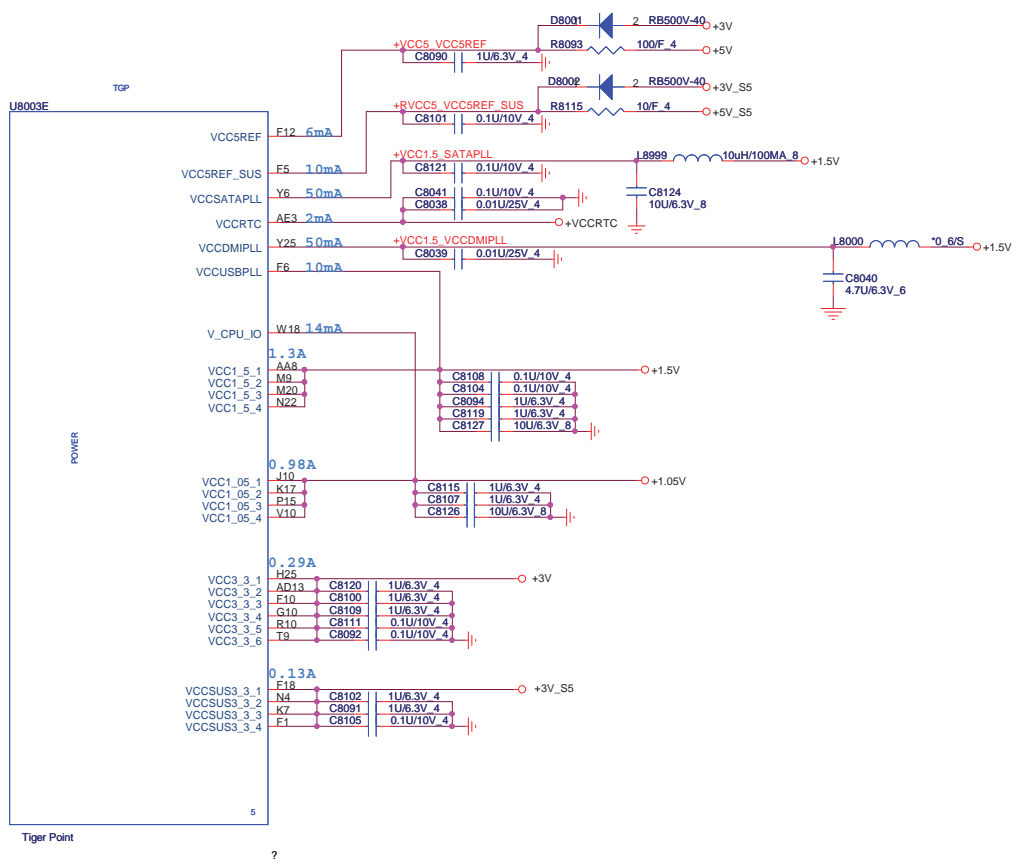 D8001 2 RB500V-40 +3V
+VCC5_VCC5REF R8093 100/F_4 +5V
C8090 1U/6.3V_4
TGP
D8002 2 RB500V-40 +3V_S5
U8003E
+RVCC5_VCC5REF_SUS R8115 10/F_4 +5V_S5
C8101 0.1U/10V_4
VCC5REF F12 6mA
+VCC1.5_SATAPLL L8999 10uH/100MA_8 +1.5V
VCC5REF_SUS F5 10mA C8121 0.1U/10V_4
VCCSATAPLL Y6 50mA C8041 0.1U/10V_4 C8124
C8038 0.01U/25V_4 10U/6.3V_8
VCCRTC AE3 2mA +VCCRTC
VCCDMIPLL Y25 50mA +VCC1.5_VCCDMIPLL L8000 *0_6/S +1.5V
C8039 0.01U/25V_4
VCCUSBPLL F6 10mA
C8040
4.7U/6.3V_6
V_CPU_IO W18 14mA
1.3A
VCC1_5_1 AA8 +1.5V
VCC1_5_2 M9 C8108 0.1U/10V_4
VCC1_5_3 M20 C8104 0.1U/10V_4
VCC1_5_4 N22 C8094 1U/6.3V_4
C8119 1U/6.3V_4
C8127 10U/6.3V_8
POWER
0.98A
VCC1_05_1 J10 +1.05V
VCC1_05_2 K17 C8115 1U/6.3V_4
VCC1_05_3 P15 C8107 1U/6.3V_4
VCC1_05_4 V10 C8126 10U/6.3V_8
0.29A
VCC3_3_1 H25 +3V
VCC3_3_2 AD13 C8120 1U/6.3V_4
VCC3_3_3 F10 C8100 1U/6.3V_4
VCC3_3_4 G10 C8109 1U/6.3V_4
VCC3_3_5 R10 C8111 0.1U/10V_4
VCC3_3_6 T9 C8092 0.1U/10V_4
0.13A
VCCSUS3_3_1 F18 +3V_S5
VCCSUS3_3_2 N4 C8102 1U/6.3V_4
VCCSUS3_3_3 K7 C8091 1U/6.3V_4
VCCSUS3_3_4 F1 C8105 0.1U/10V_4
5
Tiger Point
?